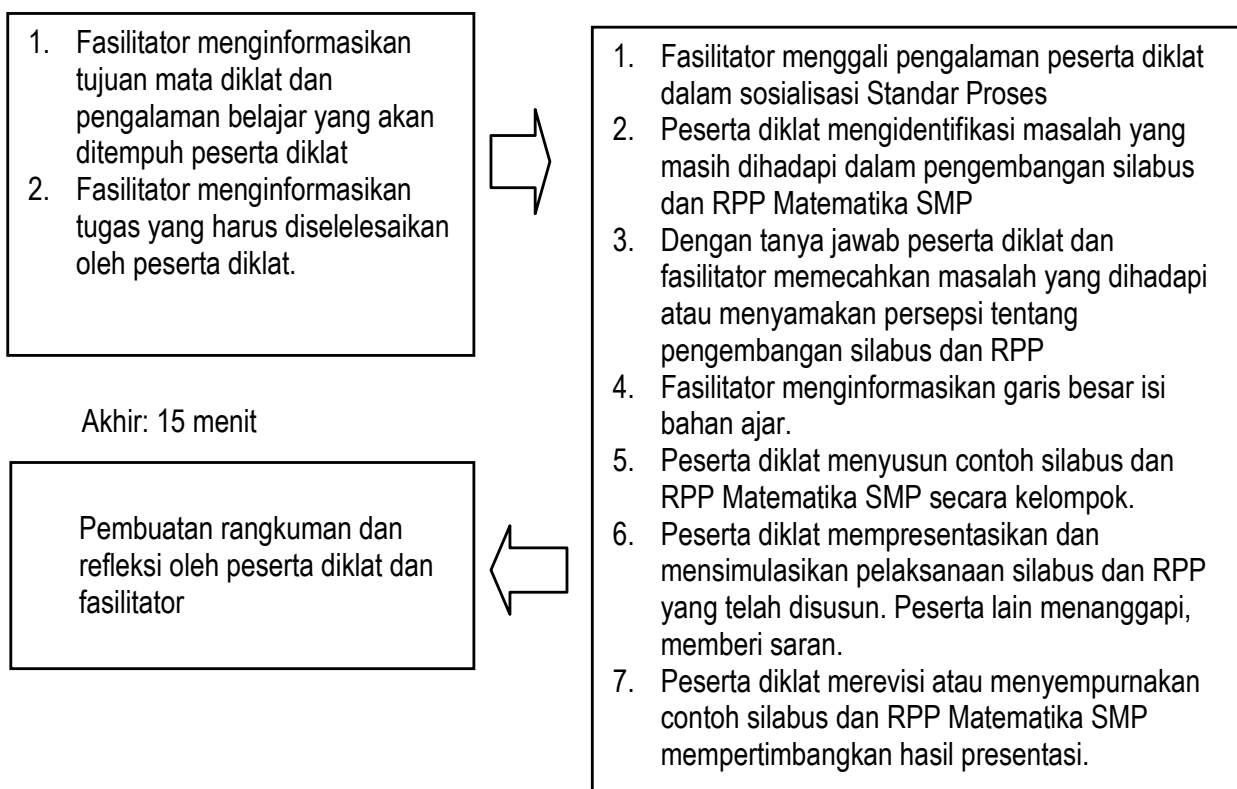 1. Fasilitator menginformasikan
tujuan mata diklat dan
pengalaman belajar yang akan
ditempuh peserta diklat
2. Fasilitator menginformasikan
tugas yang harus diselelesaikan
oleh peserta diklat.
1. Fasilitator menggali pengalaman peserta diklat
dalam sosialisasi Standar Proses
2. Peserta diklat mengidentifikasi masalah yang
masih dihadapi dalam pengembangan silabus
dan RPP Matematika SMP
3. Dengan tanya jawab peserta diklat dan
fasilitator memecahkan masalah yang dihadapi
atau menyamakan persepsi tentang
pengembangan silabus dan RPP
4. Fasilitator menginformasikan garis besar isi
bahan ajar.
5. Peserta diklat menyusun contoh silabus dan
RPP Matematika SMP secara kelompok.
6. Peserta diklat mempresentasikan dan
mensimulasikan pelaksanaan silabus dan RPP
yang telah disusun. Peserta lain menanggapi,
memberi saran.
7. Peserta diklat merevisi atau menyempurnakan
contoh silabus dan RPP Matematika SMP
mempertimbangkan hasil presentasi.
Akhir: 15 menit
Pembuatan rangkuman dan
refleksi oleh peserta diklat dan
fasilitator